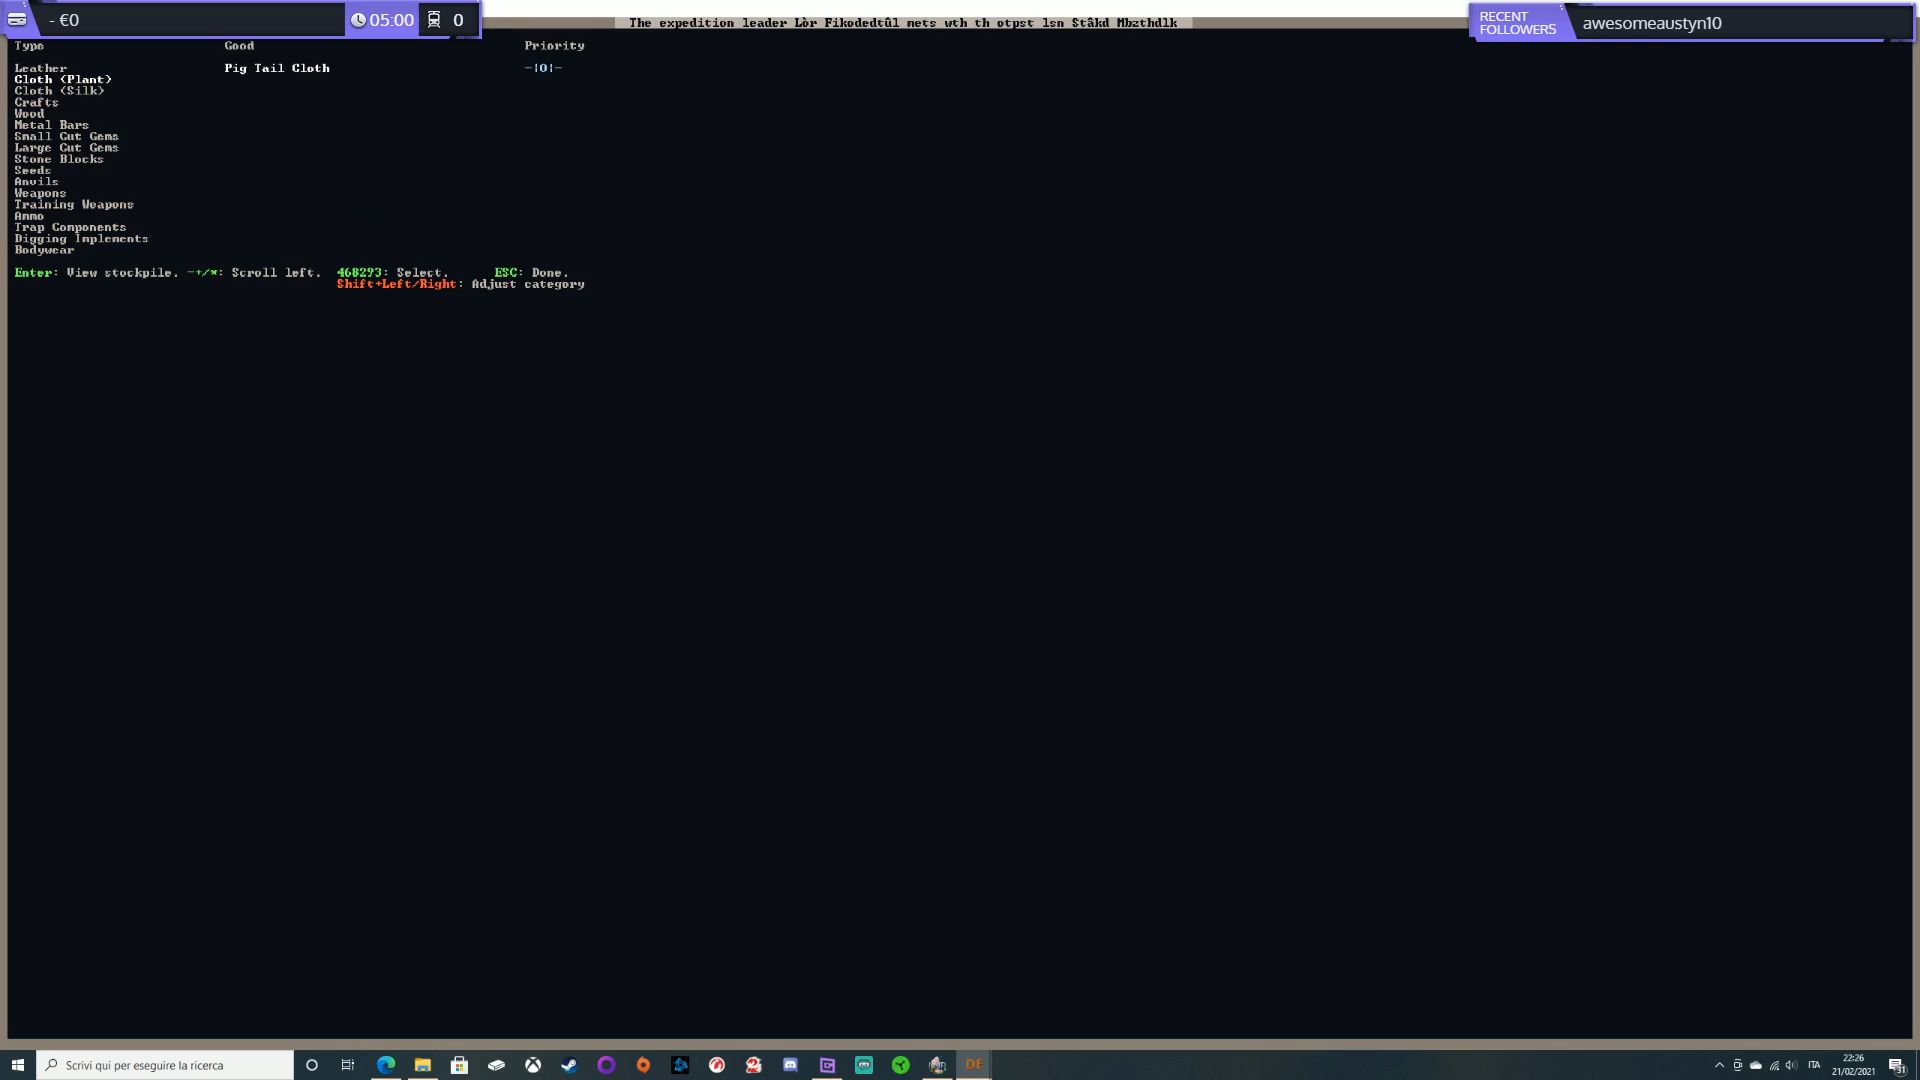 - €0
05:00
0
The expedition leader Lòr Fikodedtûl mets wth th otpst lsn Stâkd Mbzthdlk
RECENT FOLLOWERS
awesomeaustyn10
Type Good Priority
Leather Pig Tail Cloth -|0|-
Cloth (Plant)
Cloth (Silk)
Crafts
Wood
Metal Bars
Small Cut Gems
Large Cut Gems
Stone Blocks
Seeds
Anvils
Weapons
Training Weapons
Ammo
Trap Components
Digging Implements
Bodywear
Enter: View stockpile. -+/*: Scroll left. 468293: Select. ESC: Done.
Shift+Left/Right: Adjust category
Scrivi qui per eseguire la ricerca
DF
ITA
22:26
21/02/2021
31